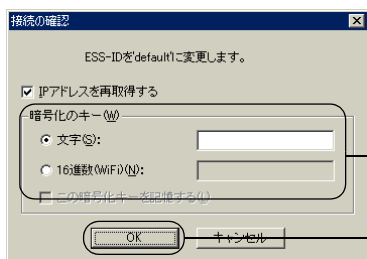 接続の確認
ESS-IDを'default'に変更します。
IPアドレスを再取得する
暗号化のキー(W)
文字(S):
16進数(WiFi)(N):
この暗号化キーを記憶する(L)
OK
キャンセル